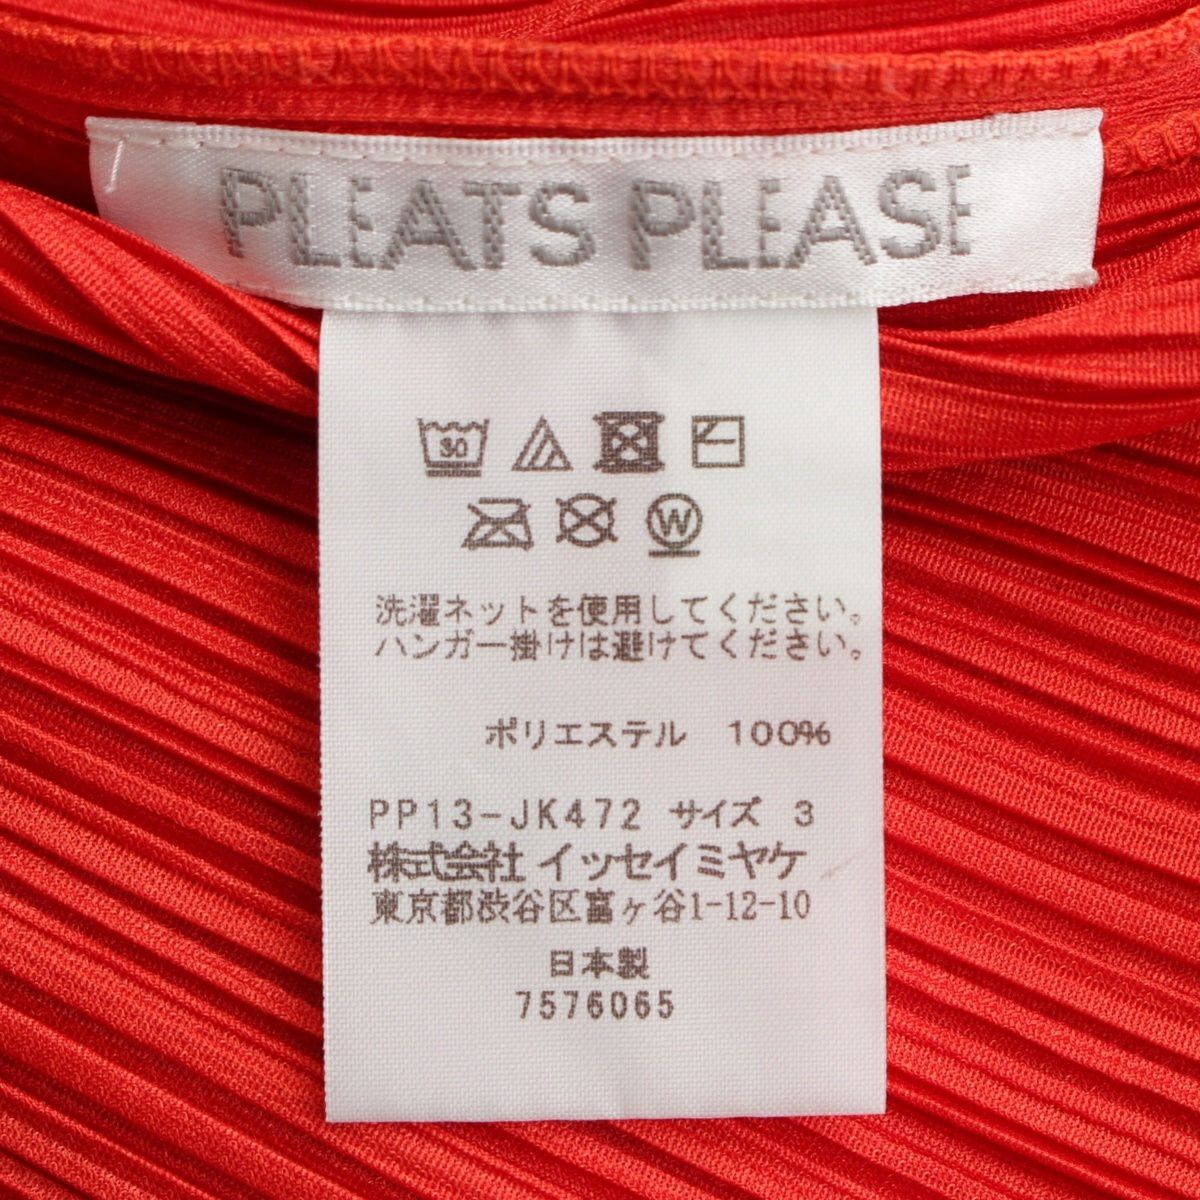 PLEATS PLEASE
30
W
洗濯ネットを使用してください。
ハンガー掛けは避けてください。
ポリエステル 100%
PP13-JK472 サイズ 3
株式会社 イッセイミヤケ
東京都渋谷区富ヶ谷1-12-10
日本製
7576065